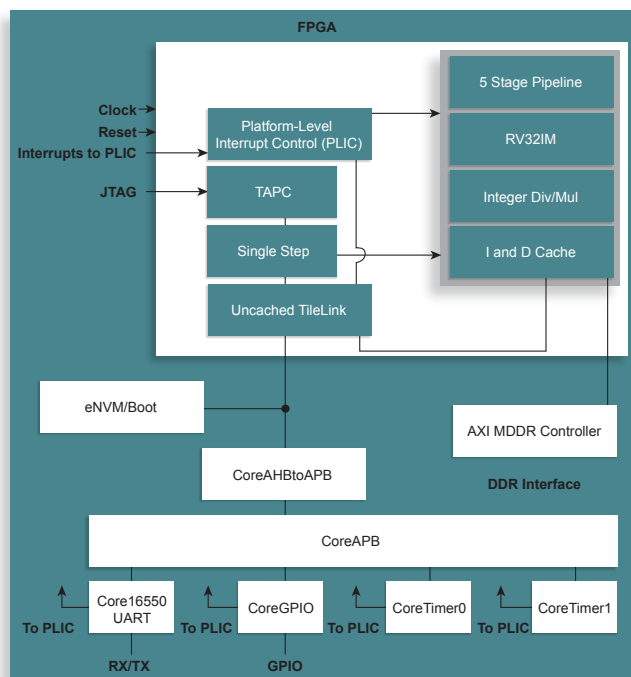 FPGA
Clock
Reset
Interrupts to PLIC
JTAG
Platform-Level
Interrupt Control (PLIC)
TAPC
Single Step
Uncached TileLink
5 Stage Pipeline
RV32IM
Integer Div/Mul
I and D Cache
eNVM/Boot
AXI MDDR Controller
CoreAHBtoAPB
DDR Interface
CoreAPB
Core16550
UART
CoreGPIO
CoreTimer0
CoreTimer1
To PLIC
To PLIC
To PLIC
To PLIC
RX/TX
GPIO